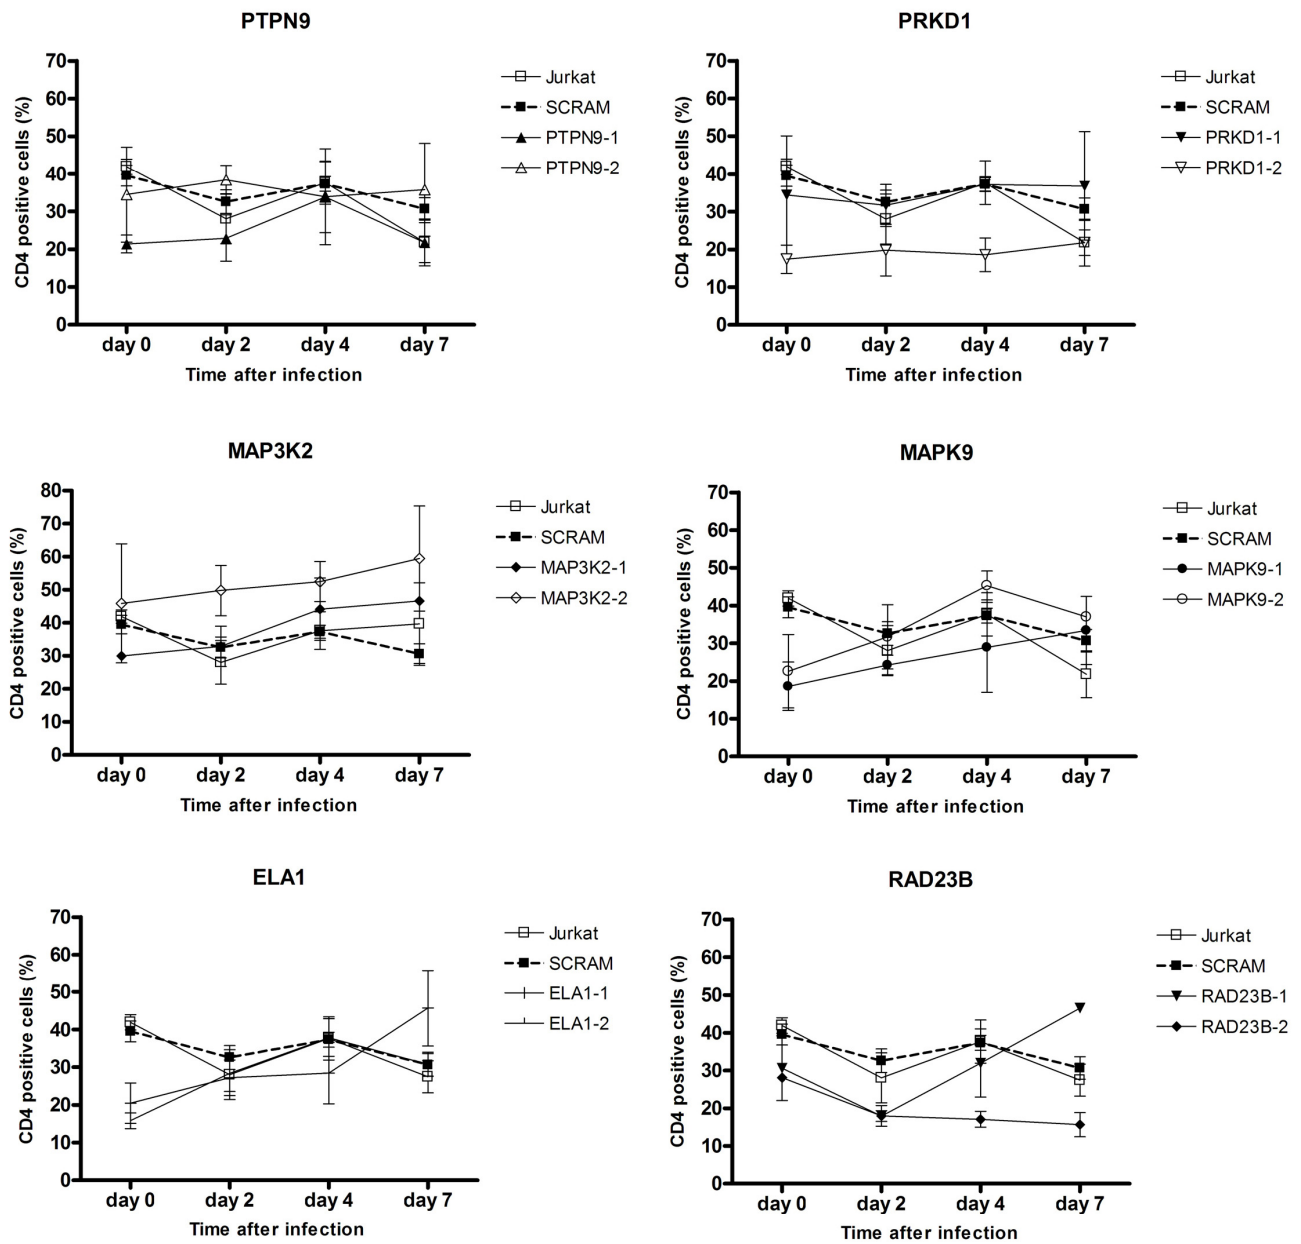 PTPN9
70
60
50
40
30
20
10
0
CD4 positive cells (%)
day 0 day 2 day 4 day 7
Time after infection
Jurkat
SCRAM
PTPN9-1
PTPN9-2
PRKD1
70
60
50
40
30
20
10
0
CD4 positive cells (%)
day 0 day 2 day 4 day 7
Time after infection
Jurkat
SCRAM
PRKD1-1
PRKD1-2
MAP3K2
80
70
60
50
40
30
20
10
0
CD4 positive cells (%)
day 0 day 2 day 4 day 7
Time after infection
Jurkat
SCRAM
MAP3K2-1
MAP3K2-2
MAPK9
70
60
50
40
30
20
10
0
CD4 positive cells (%)
day 0 day 2 day 4 day 7
Time after infection
Jurkat
SCRAM
MAPK9-1
MAPK9-2
ELA1
70
60
50
40
30
20
10
0
CD4 positive cells (%)
day 0 day 2 day 4 day 7
Time after infection
Jurkat
SCRAM
ELA1-1
ELA1-2
RAD23B
70
60
50
40
30
20
10
0
CD4 positive cells (%)
day 0 day 2 day 4 day 7
Time after infection
Jurkat
SCRAM
RAD23B-1
RAD23B-2